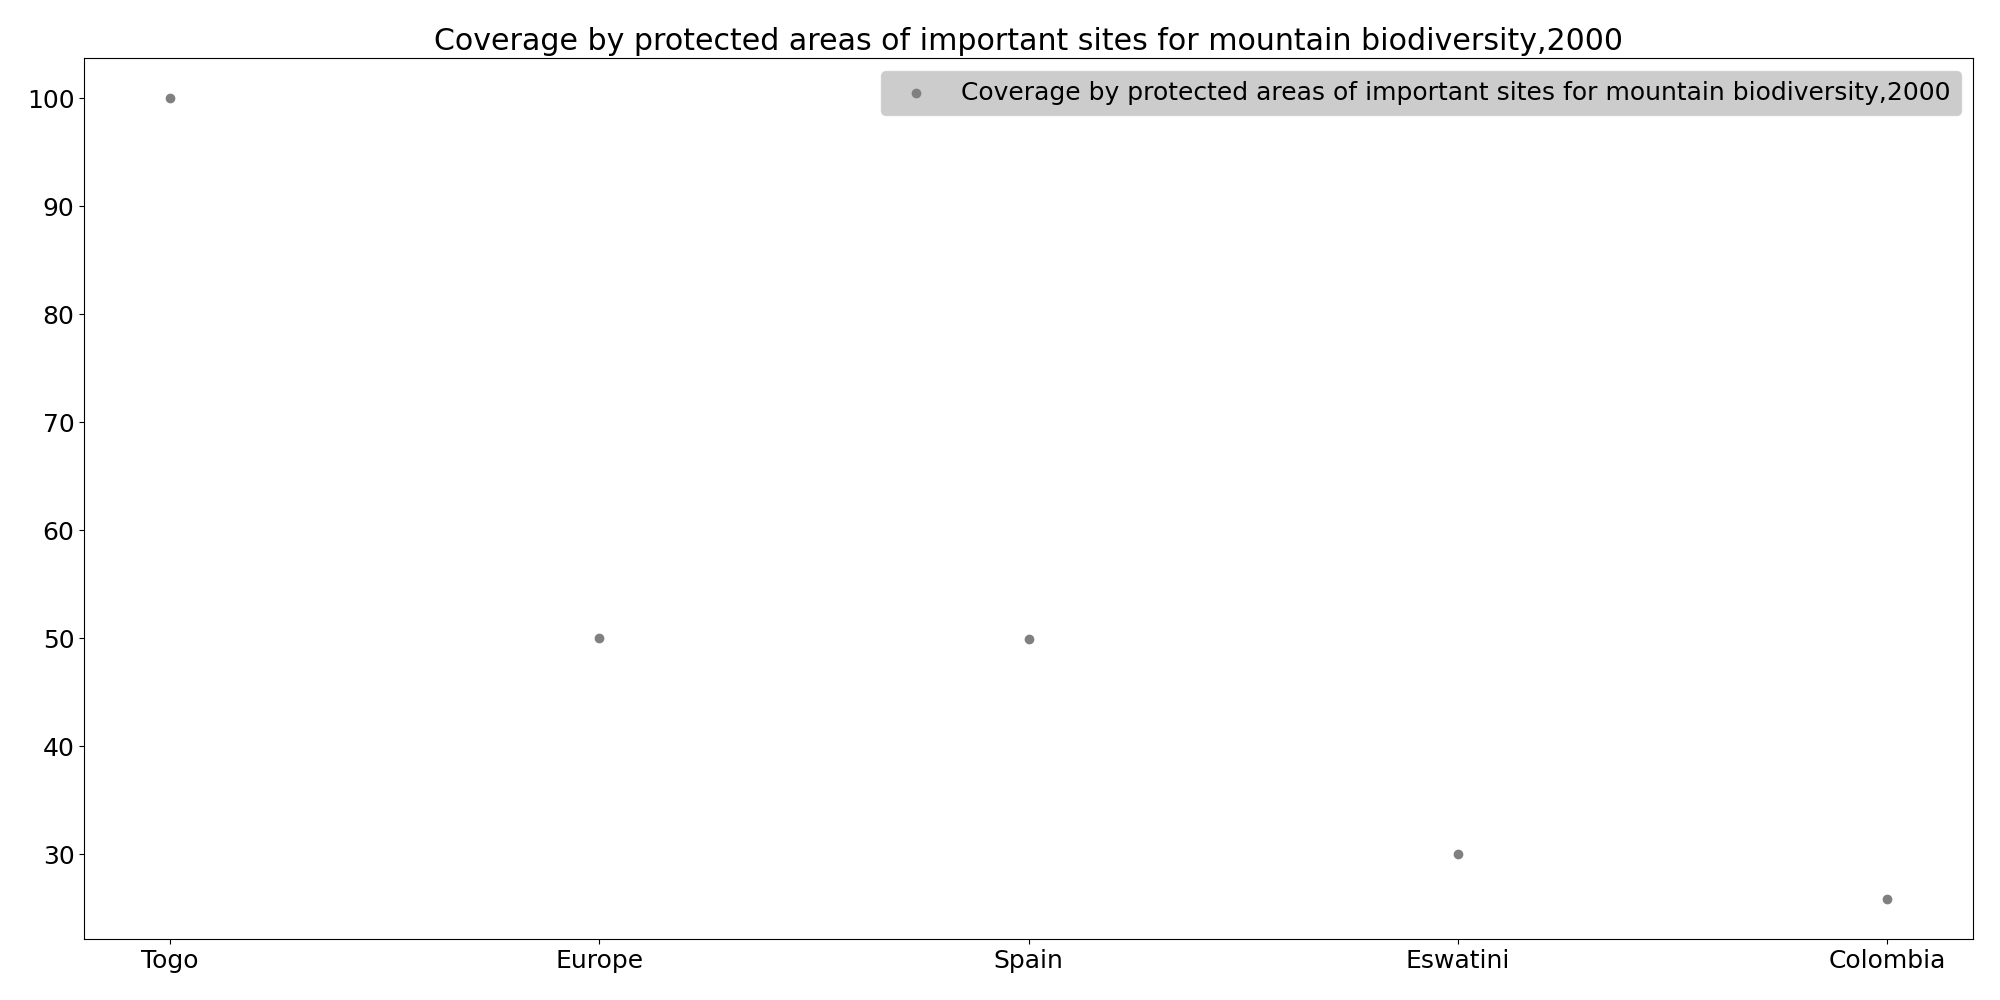 Coverage by protected areas of important sites for mountain biodiversity,2000
Coverage by protected areas of important sites for mountain biodiversity,2000
100
90
80
70
60
50
40
30
Togo Europe Spain Eswatini Colombia